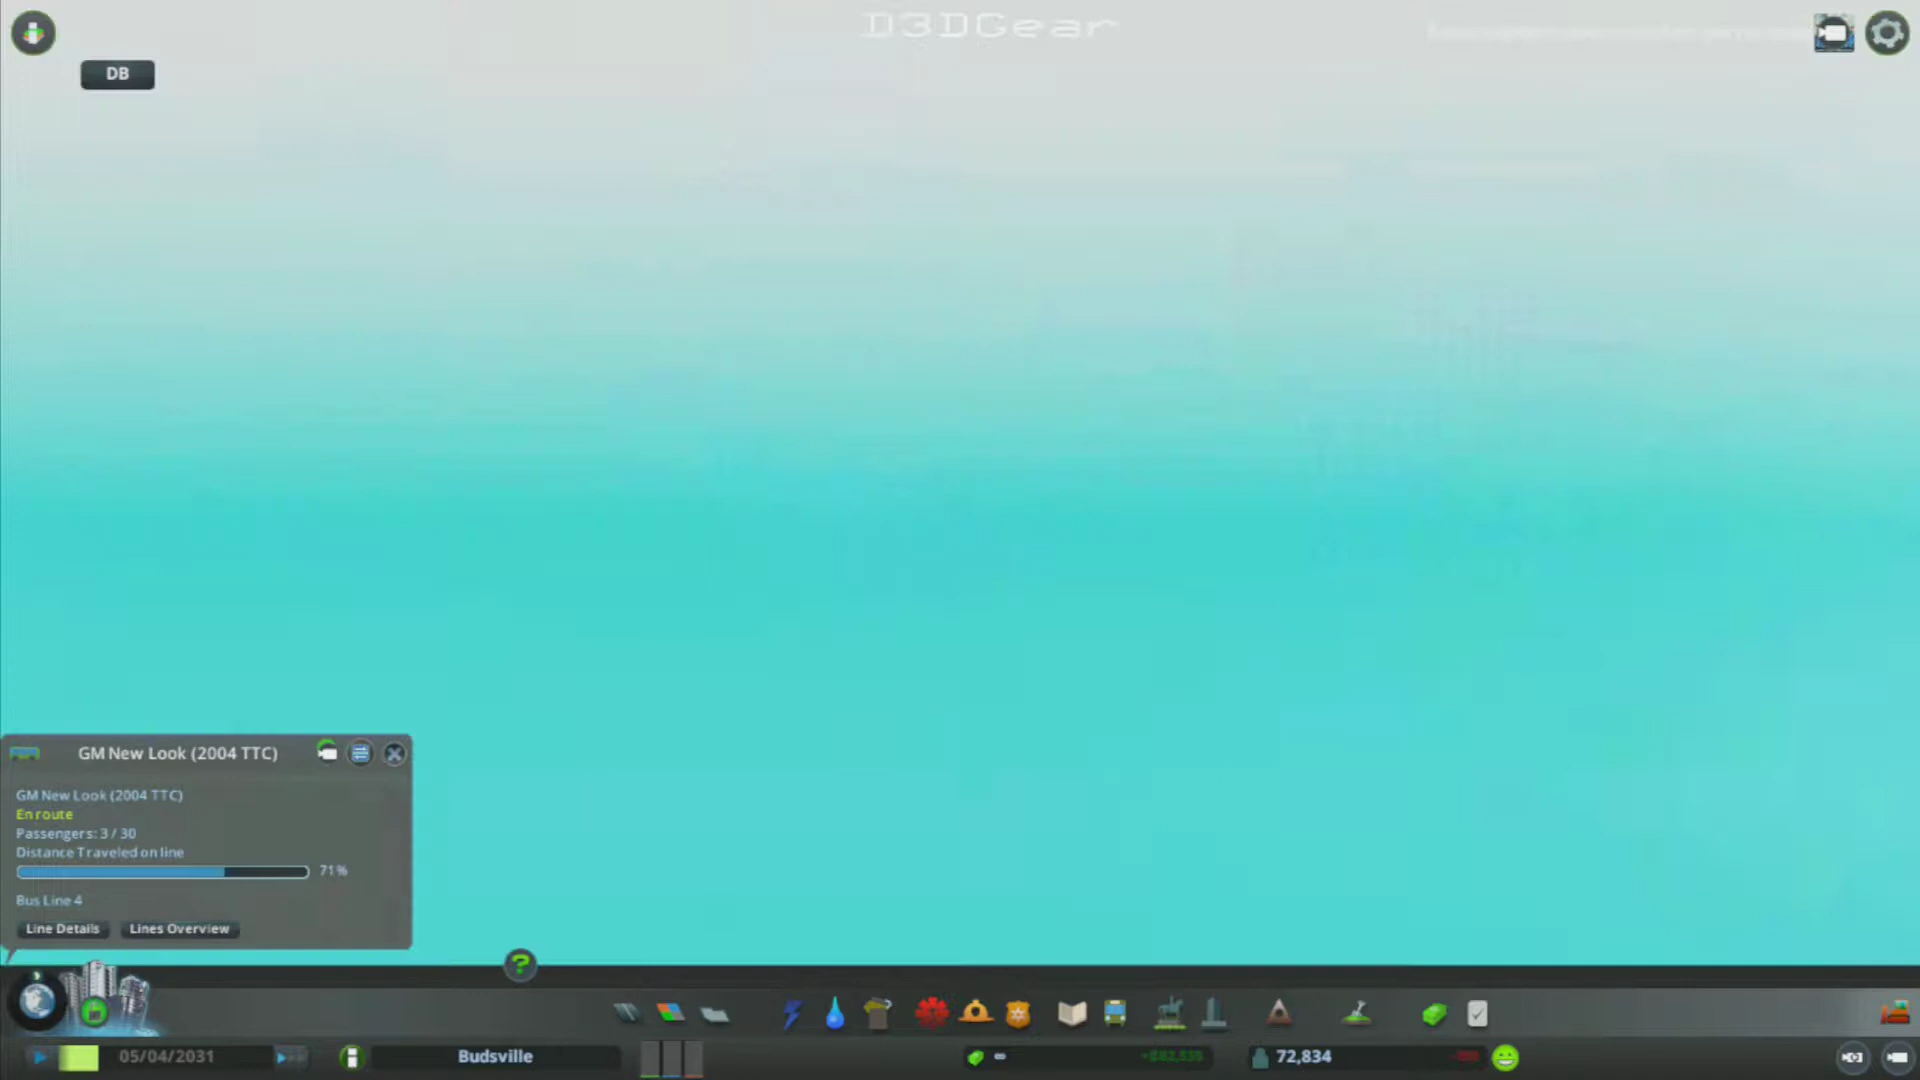 D3DGear
DB
GM New Look (2004 TTC)
GM New Look (2004 TTC)
En route
Passengers: 3 / 30
Distance Traveled on line
71%
Bus Line 4
Line Details
Lines Overview
?
05/04/2031
Budsville
∞
72,834